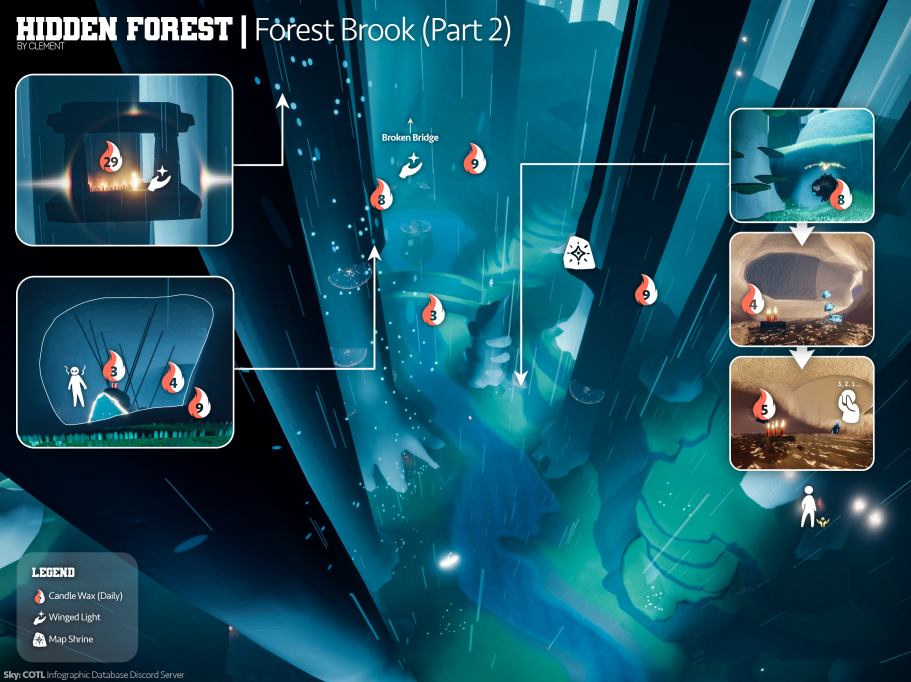 HIDDEN FOREST | Forest Brook (Part 2)
BY CLEMENT
29
3
4
9
Broken Bridge
9
8
3
9
8
4
5
3, 2, 1...
LEGEND
Candle Wax (Daily)
Winged Light
Map Shrine
Sky: COTL Infographic Database Discord Server